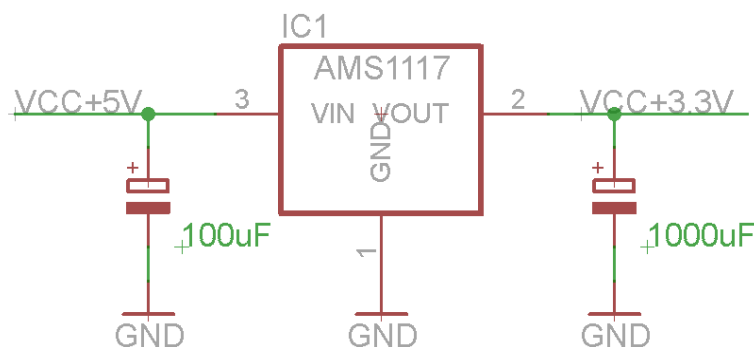 IC1
AMS1117
VCC+5V
3
VIN
VOUT
2
VCC+3.3V
GND
1
100uF
1000uF
GND
GND
GND